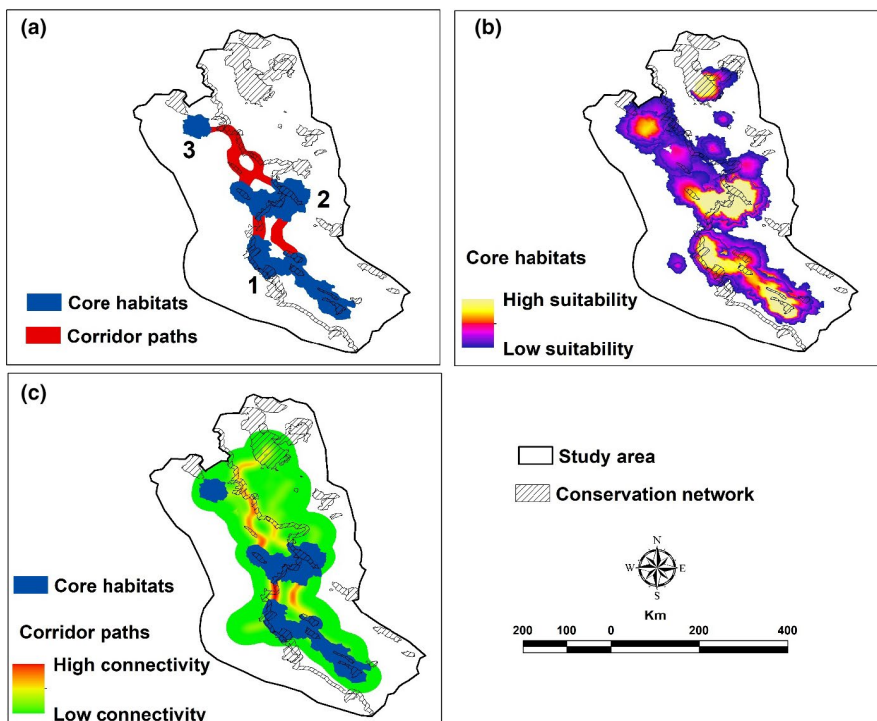 (a)
3
2
1
Core habitats
Corridor paths
(b)
Core habitats
High suitability
Low suitability
(c)
Core habitats
Corridor paths
High connectivity
Low connectivity
Study area
Conservation network
N
W E
S
Km
200 100 0 200 400